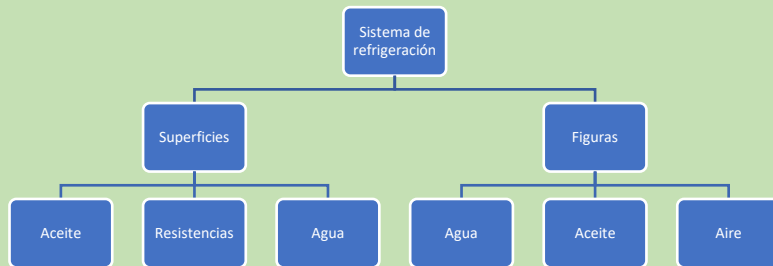 Sistema de
refrigeración
Superficies
Figuras
Aceite
Resistencias
Agua
Agua
Aceite
Aire